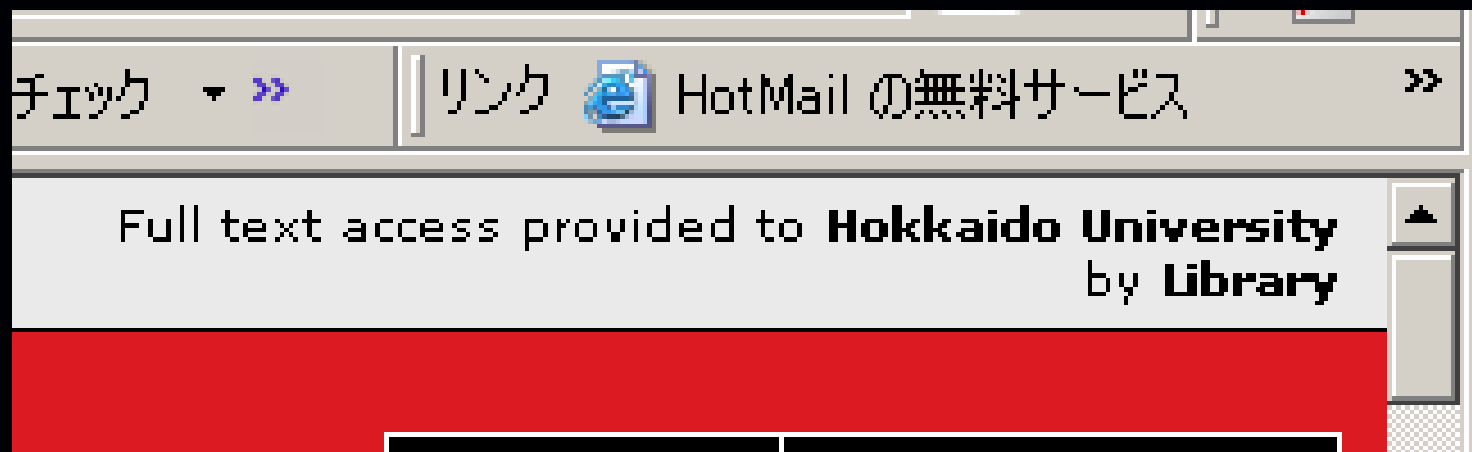 チェック »
リンク HotMail の無料サービス »
Full text access provided to Hokkaido University
by Library